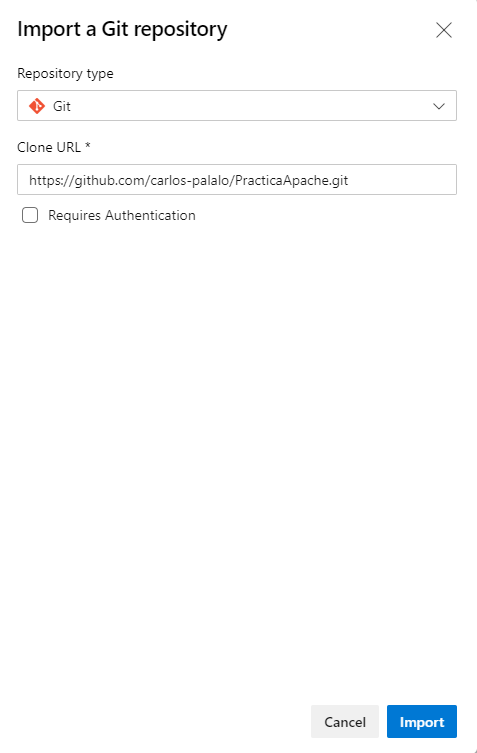 Import a Git repository
Repository type
Git
Clone URL *
https://github.com/carlos-palalo/PracticaApache.git
Requires Authentication
Cancel
Import